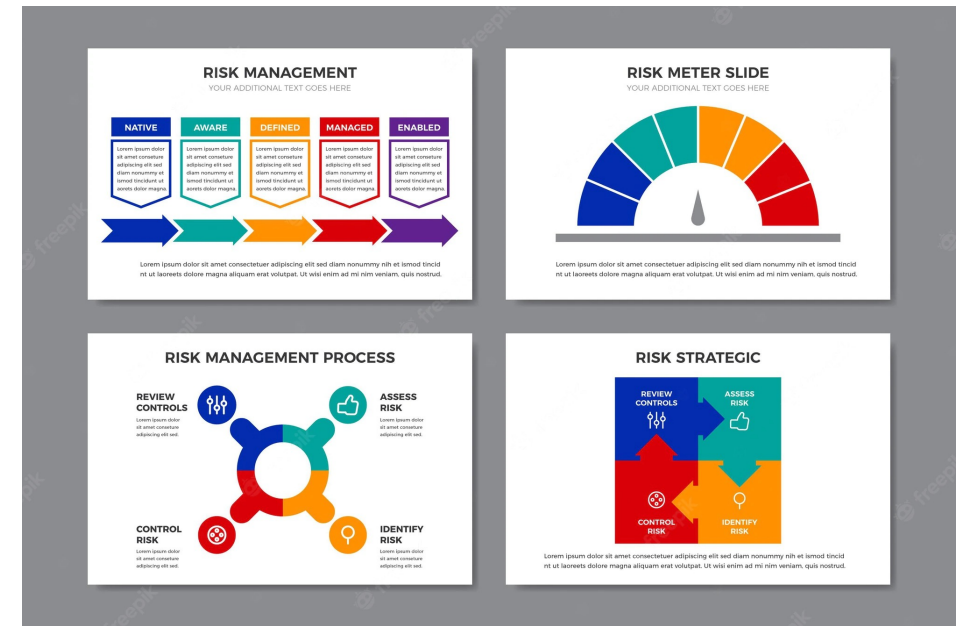 RISK MANAGEMENT
YOUR ADDITIONAL TEXT GOES HERE
NATIVE
Lorem ipsum dolor
sit amet conseture
adipiscing elit sed
diam nonummy et
ismod tincidunt ut
aorets dolor magna.
AWARE
Lorem ipsum dolor
sit amet conseture
adipiscing elit sed
diam nonummy et
ismod tincidunt ut
aorets dolor magna.
DEFINED
Lorem ipsum dolor
sit amet conseture
adipiscing elit sed
diam nonummy et
ismod tincidunt ut
aorets dolor magna.
MANAGED
Lorem ipsum dolor
sit amet conseture
adipiscing elit sed
diam nonummy et
ismod tincidunt ut
aorets dolor magna.
ENABLED
Lorem ipsum dolor
sit amet conseture
adipiscing elit sed
diam nonummy et
ismod tincidunt ut
aorets dolor magna.
Lorem ipsum dolor sit amet consectetuer adipiscing elit sed diam nonummy nih et ismod tincid
nt ut laoreets dolore magna aliquam erat volutpat. Ut wisi enim ad mi nim veniam, quis nostrud.
RISK METER SLIDE
YOUR ADDITIONAL TEXT GOES HERE
Lorem ipsum dolor sit amet consectetuer adipiscing elit sed diam nonummy nih et ismod tincid
nt ut laoreets dolore magna aliquam erat volutpat. Ut wisi enim ad mi nim veniam, quis nostrud.
RISK MANAGEMENT PROCESS
REVIEW
CONTROLS
Lorem ipsum dolor
sit amet conseture
adipiscing elit sed.
ASSESS
RISK
Lorem ipsum dolor
sit amet conseture
adipiscing elit sed.
CONTROL
RISK
Lorem ipsum dolor
sit amet conseture
adipiscing elit sed.
IDENTIFY
RISK
Lorem ipsum dolor
sit amet conseture
adipiscing elit sed.
RISK STRATEGIC
REVIEW
CONTROLS
ASSESS
RISK
CONTROL
RISK
IDENTIFY
RISK
Lorem ipsum dolor sit amet consectetuer adipiscing elit sed diam nonummy nih et ismod tincid
nt ut laoreets dolore magna aliquam erat volutpat. Ut wisi enim ad mi nim veniam, quis nostrud.
freepik
freepik
freepik